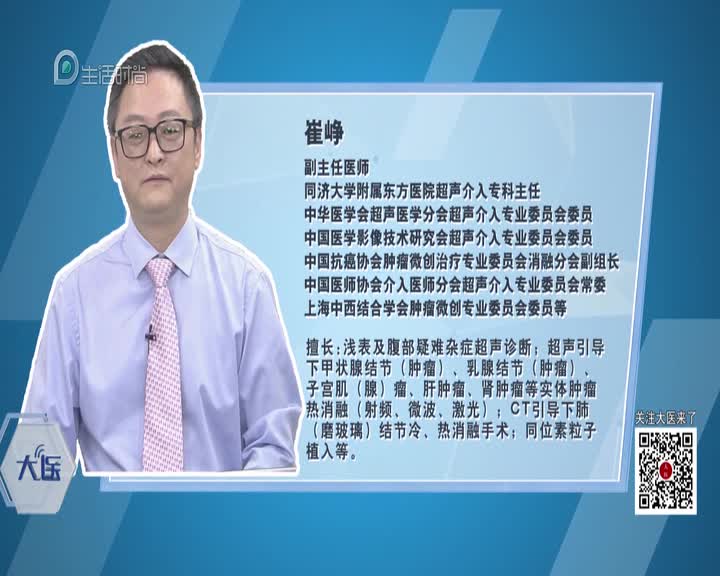 生活时尚
崔峥
副主任医师
同济大学附属东方医院超声介入专科主任
中华医学会超声医学分会超声介入专业委员会委员
中国医学影像技术研究会超声介入专业委员会委员
中国抗癌协会肿瘤微创治疗专业委员会消融分会副组长
中国医师协会介入医师分会超声介入专业委员会常委
上海中西结合学会肿瘤微创专业委员会委员等
擅长:浅表及腹部疑难杂症超声诊断；超声引导
下甲状腺结节（肿瘤）、乳腺结节（肿瘤）、
子宫肌（腺）瘤、肝肿瘤、肾肿瘤等实体肿瘤
热消融（射频、微波、激光）；CT引导下肺
（磨玻璃）结节冷、热消融手术；同位素粒子
植入等。
关注大医来了
大医